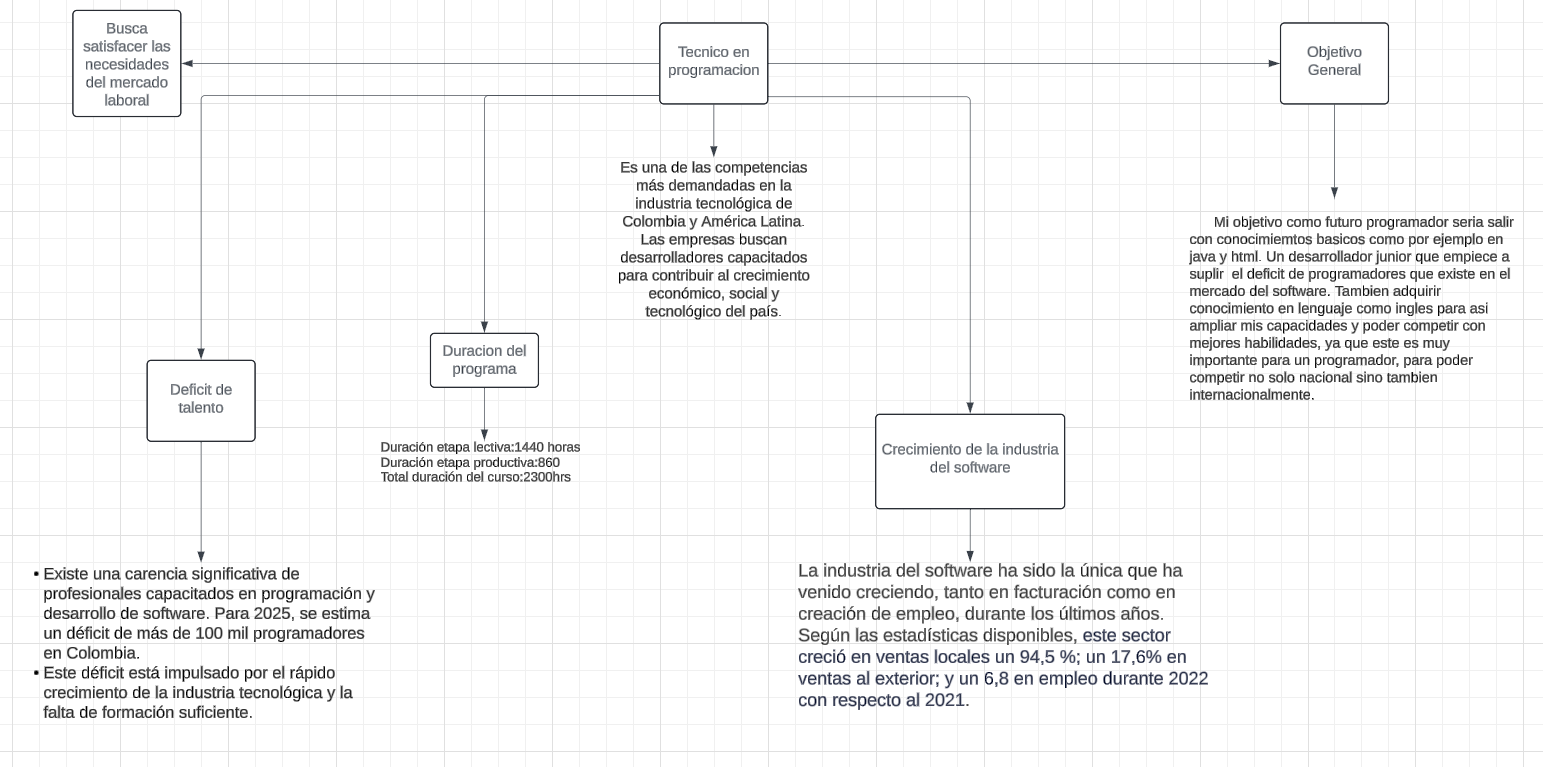 Busca
satisfacer las
necesidades
del mercado
laboral
Tecnico en
programacion
Objetivo
General
Es una de las competencias
más demandadas en la
industria tecnológica de
Colombia y América Latina.
Las empresas buscan
desarrolladores capacitados
para contribuir al crecimiento
económico, social y
tecnológico del país.
Mi objetivo como futuro programador seria salir
con conocimiemtos basicos como por ejemplo en
java y html. Un desarrollador junior que empiece a
suplir  el deficit de programadores que existe en el
mercado del software. Tambien adquirir
conocimiento en lenguaje como ingles para asi
ampliar mis capacidades y poder competir con
mejores habilidades, ya que este es muy
importante para un programador, para poder
competir no solo nacional sino tambien
internacionalmente.
Deficit de
talento
Duracion del
programa
Duración etapa lectiva:1440 horas
Duración etapa productiva:860
Total duración del curso:2300hrs
Crecimiento de la industria
del software
• Existe una carencia significativa de
profesionales capacitados en programación y
desarrollo de software. Para 2025, se estima
un déficit de más de 100 mil programadores
en Colombia.
• Este déficit está impulsado por el rápido
crecimiento de la industria tecnológica y la
falta de formación suficiente.
La industria del software ha sido la única que ha
venido creciendo, tanto en facturación como en
creación de empleo, durante los últimos años.
Según las estadísticas disponibles, este sector
creció en ventas locales un 94,5 %; un 17,6% en
ventas al exterior; y un 6,8 en empleo durante 2022
con respecto al 2021.